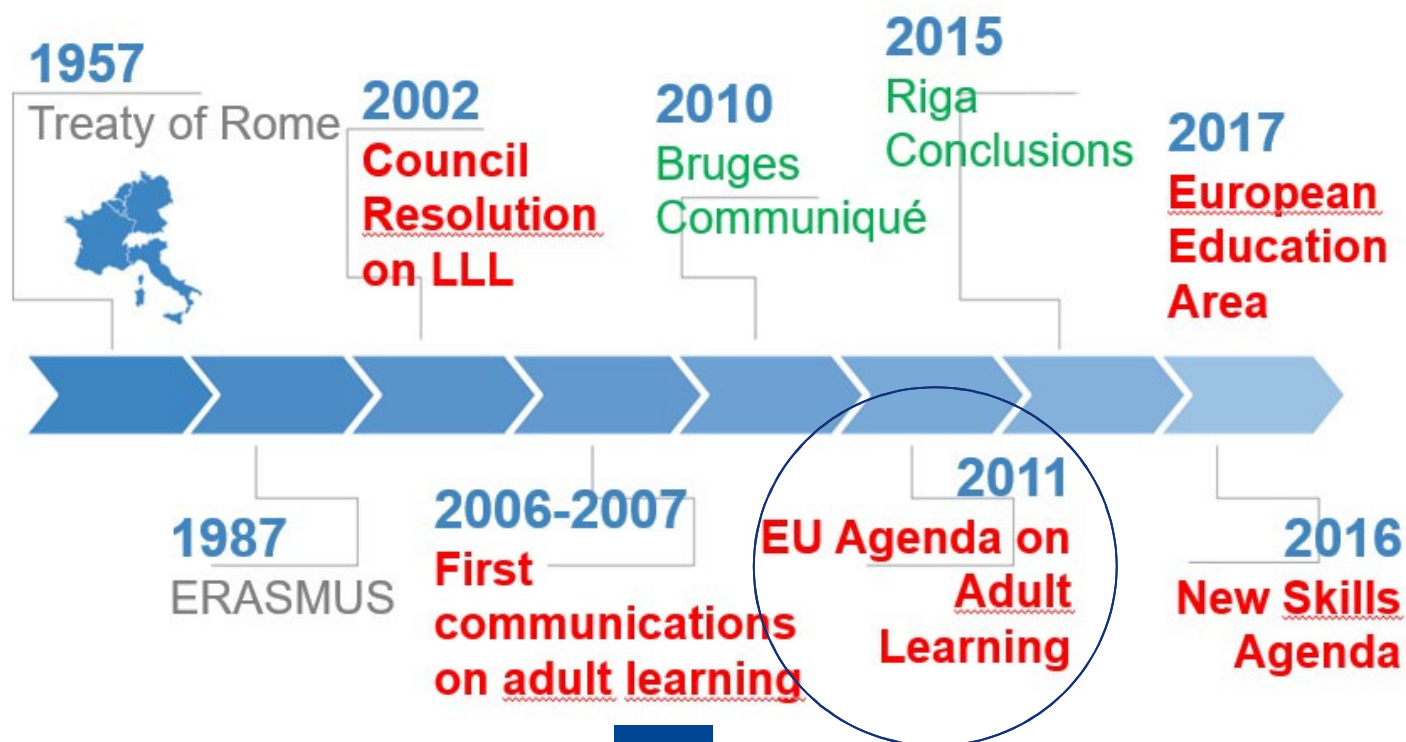 1957
Treaty of Rome
2002
Council
Resolution
on LLL
2010
Bruges
Communiqué
2015
Riga
Conclusions
2017
European
Education
Area
1987
ERASMUS
2006-2007
First
communications
on adult learning
2011
EU Agenda on
Adult
Learning
2016
New Skills
Agenda